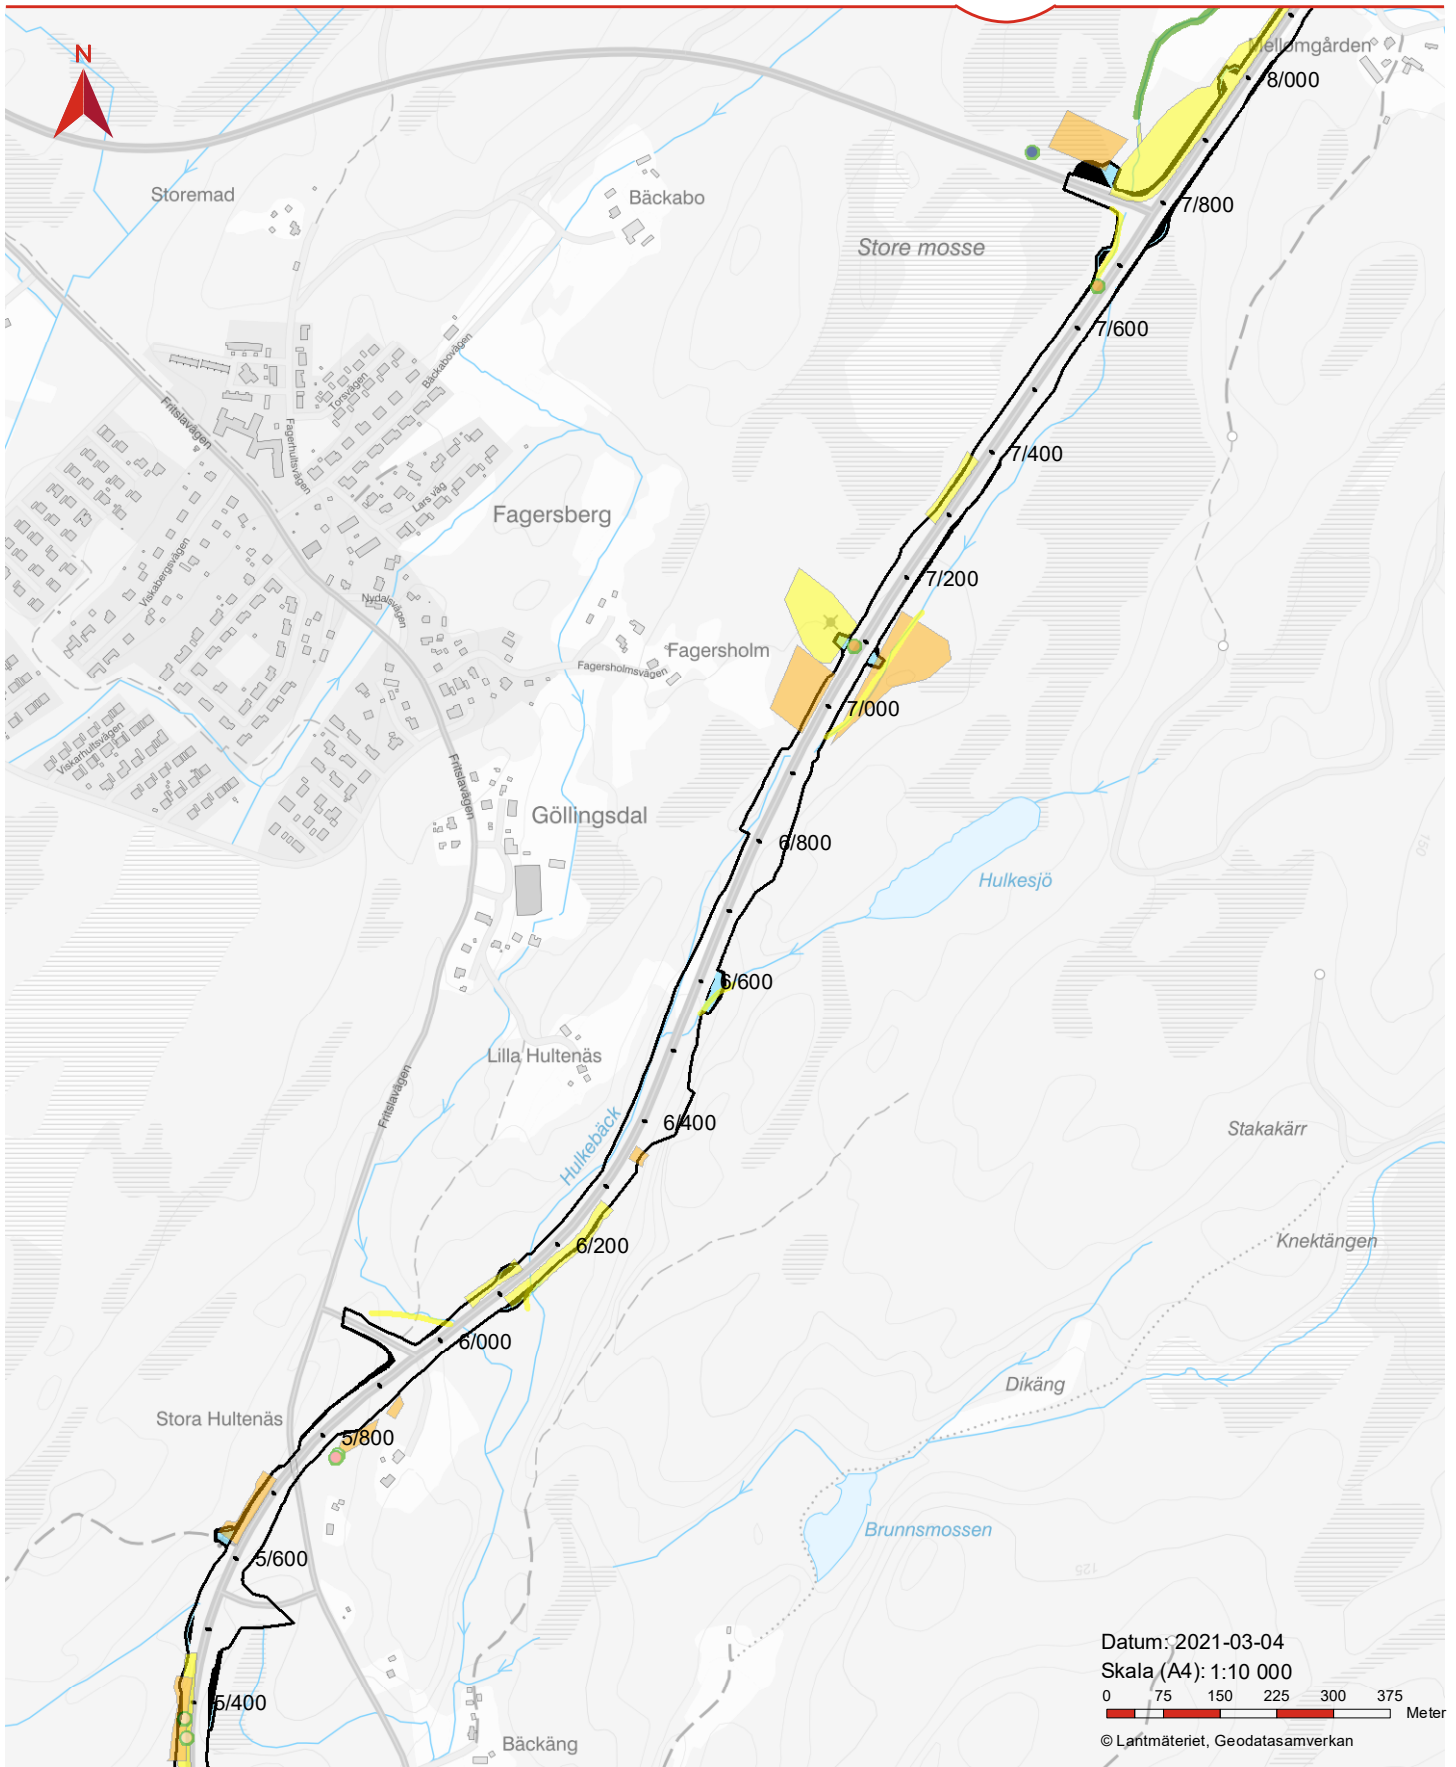 N
Mellomgården
8/000
Storemad
Bäckabo
7/800
Store mosse
7/600
Torsvägen
Bäckabovägen
Fritslavägen
Fagerhultsvägen
7/400
Lars väg
Fagersberg
Viskabergsvägen
7/200
Nydalsvägen
Fagersholm
Fagersholmsvägen
7/000
Viskarhultsvägen
Fritslavägen
Göllingsdal
6/800
150
Hulkesjö
6/600
Lilla Hultenäs
Fritslavägen
6/400
Stakakärr
Hulkebäck
6/200
Knektängen
6/000
Dikäng
Stora Hultenäs
5/800
Brunnsmossen
5/600
125
Datum: 2021-03-04
Skala (A4): 1:10 000
5/400
0 75 150 225 300 375
Meter
Bäckäng
© Lantmäteriet, Geodatasamverkan